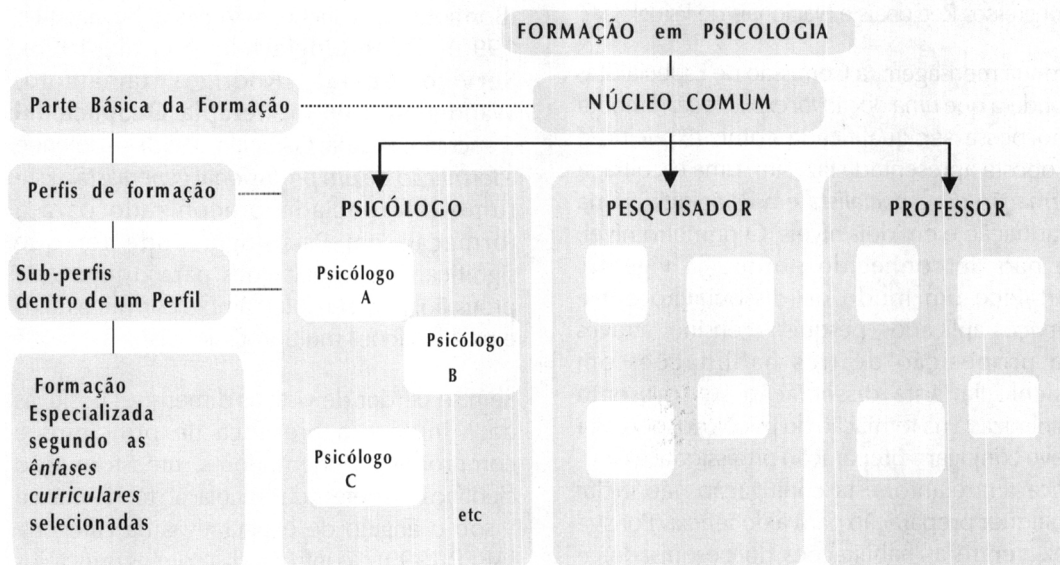 FORMAÇÃO em PSICOLOGIA
Parte Básica da Formação
NÚCLEO COMUM
Perfis de formação
PSICÓLOGO
PESQUISADOR
PROFESSOR
Sub-perfis
dentro de um Perfil
Psicólogo
A
Psicólogo
B
Formação
Especializada
segundo as
ênfases
curriculares
selecionadas
Psicólogo
C
etc